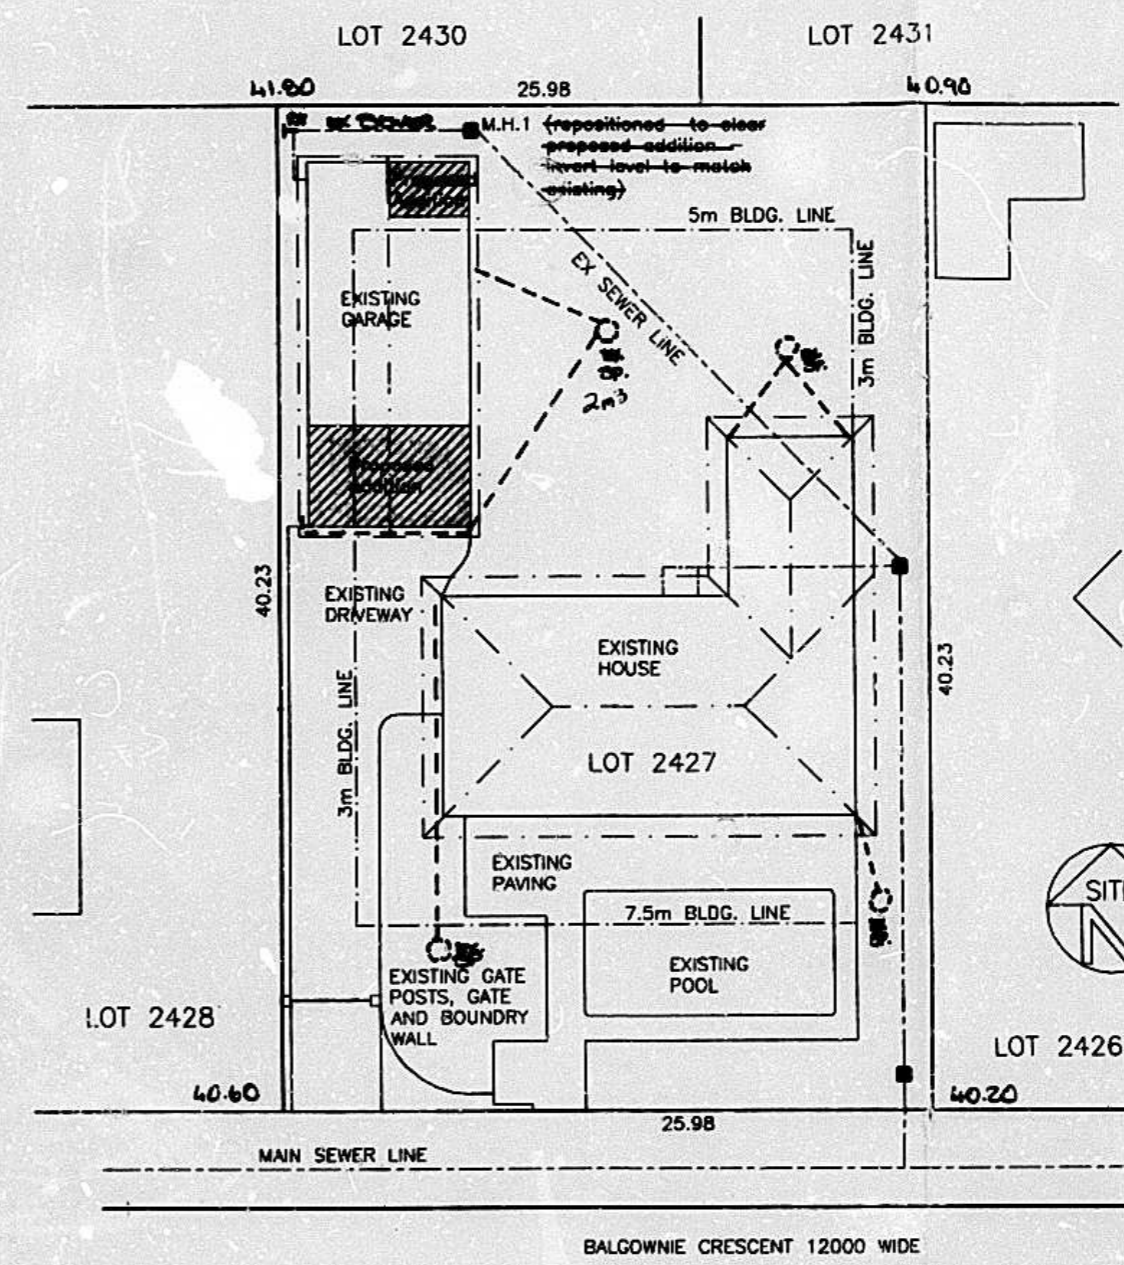 LOT 2430
LOT 2431
41.80
25.98
40.90
M.H.1
(repositioned to clear
proposed addition -
invert level to match
existing)
5m BLDG. LINE
3m BLDG. LINE
EX SEWER LINE
EXISTING
GARAGE
2m³
Proposed
addition
40.23
EXISTING
DRIVEWAY
EXISTING
HOUSE
40.23
3m BLDG. LINE
LOT 2427
EXISTING
PAVING
7.5m BLDG. LINE
EXISTING
POOL
EXISTING GATE
POSTS, GATE
AND BOUNDRY
WALL
LOT 2428
LOT 2426
40.60
40.20
25.98
MAIN SEWER LINE
BALGOWNIE CRESCENT 12000 WIDE